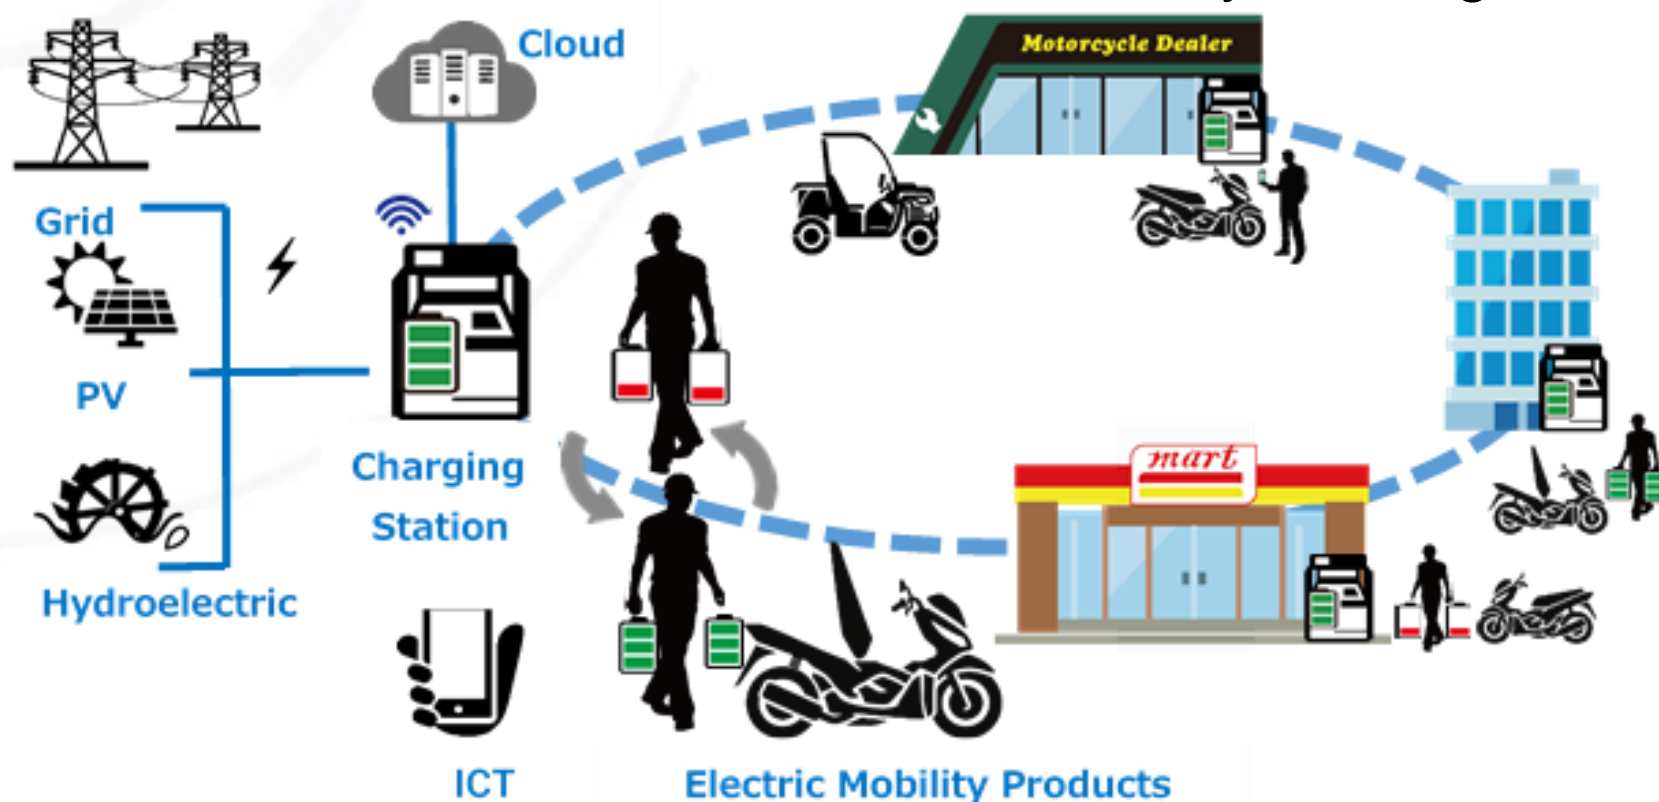 Cloud
Motorcycle Dealer
Grid
PV
Charging
Station
mart
Hydroelectric
ICT
Electric Mobility Products